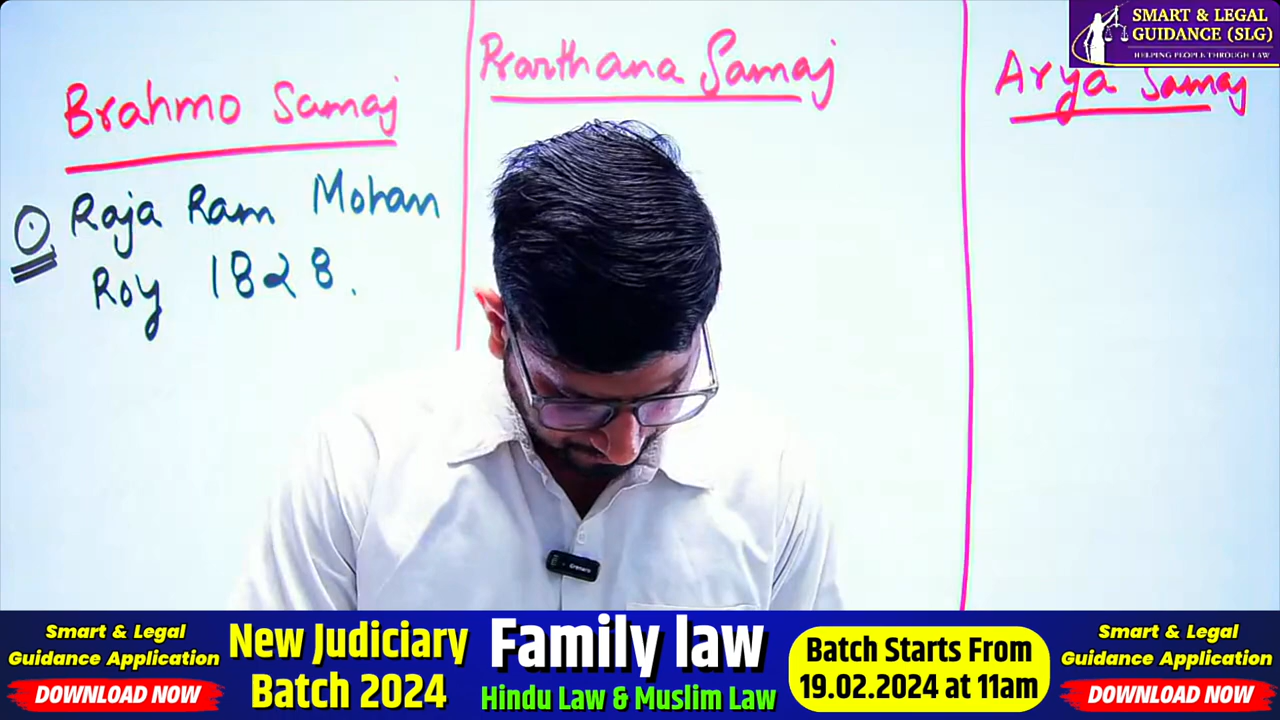 SMART & LEGAL
GUIDANCE (SLG)
HELPING PEOPLE THROUGH LAW
Brahmo Samaj
Prarthana Samaj
Arya Samaj
Raja Ram Mohan
Roy 1828.
Smart & Legal
Guidance Application
DOWNLOAD NOW
New Judiciary
Batch 2024
Family law
Hindu Law & Muslim Law
Batch Starts From
19.02.2024 at 11am
Smart & Legal
Guidance Application
DOWNLOAD NOW